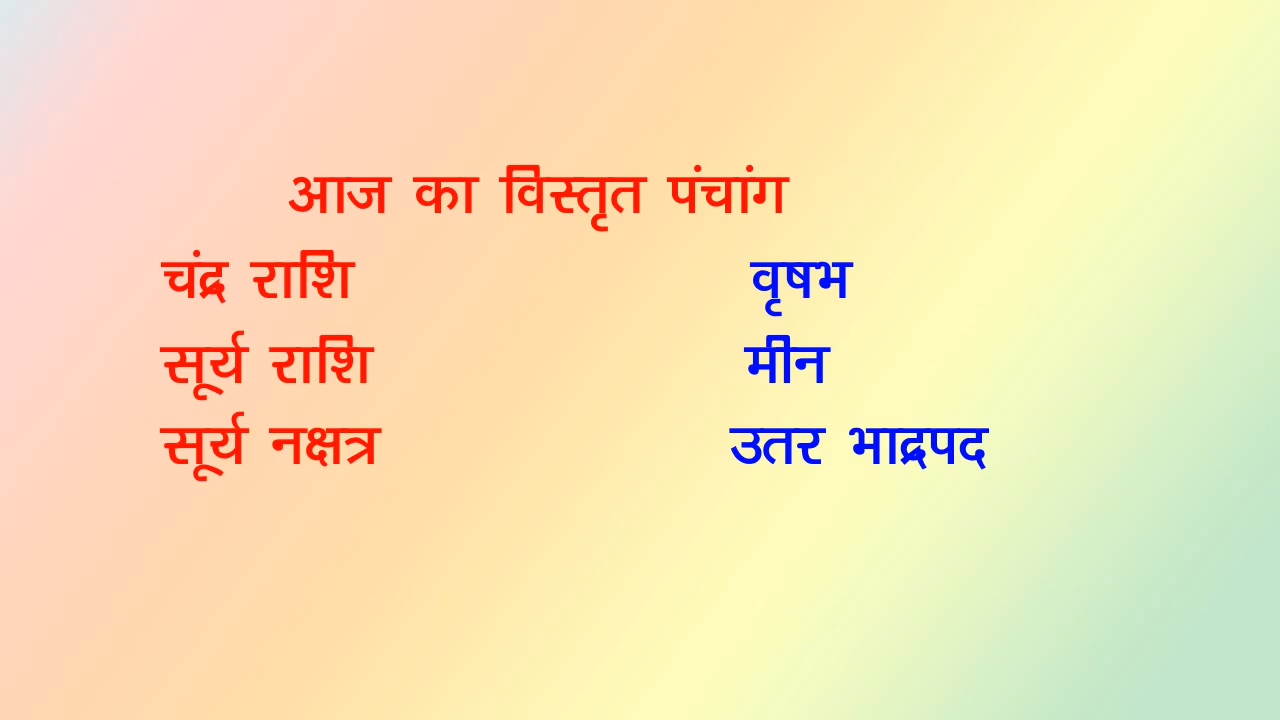 आज का विस्तृत पंचांग
चंद्र राशि वृषभ
सूर्य राशि मीन
सूर्य नक्षत्र उतर भाद्रपद